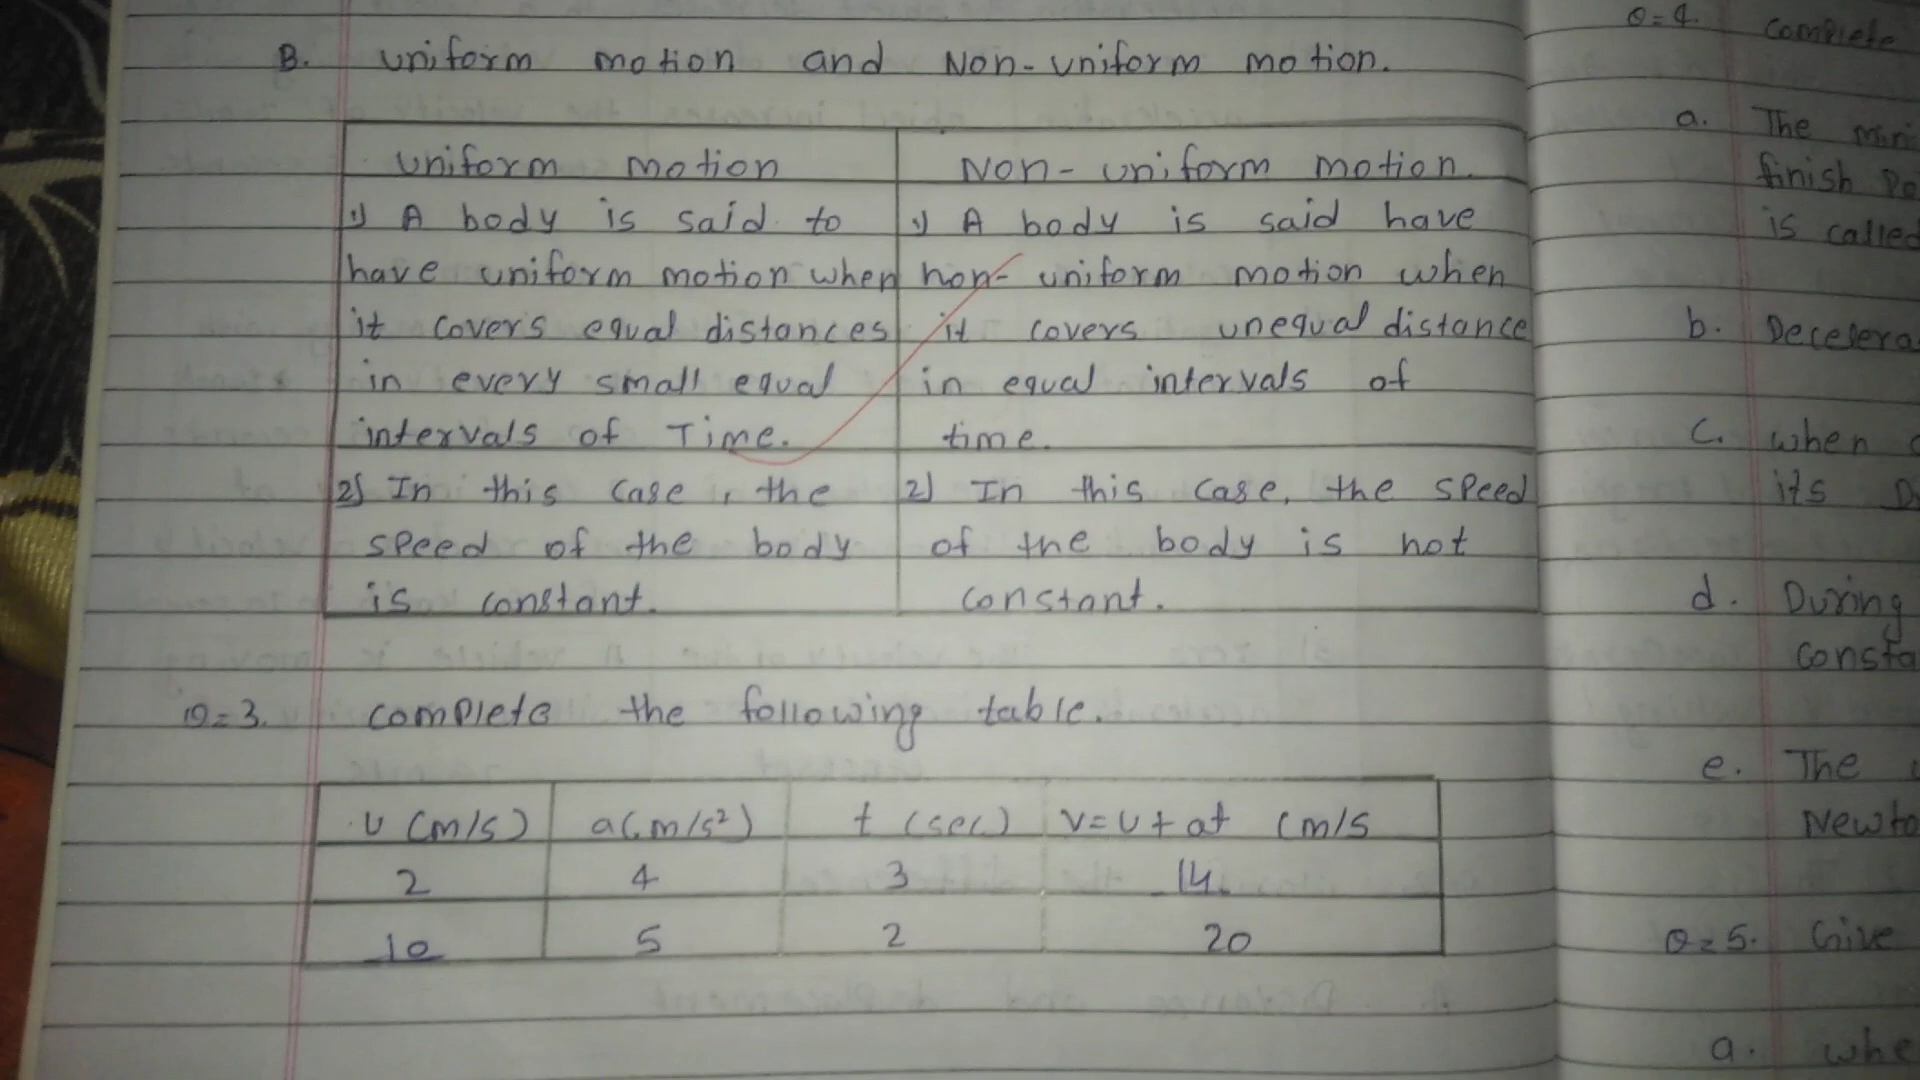 B. uniform motion and Non-uniform motion.
uniform motion
1) A body is said to
have uniform motion when
it covers equal distances
in every small equal
intervals of Time.
2) In this case, the
speed of the body
is constant.
Non-uniform motion.
1) A body is said have
non-uniform motion when
it covers unequal distance
in equal intervals of
time.
2) In this case, the speed
of the body is not
constant.
Q=3. complete the following table.
u (m/s) a(m/s²) t (sec) v=u+at (m/s
2 4 3 14
10 5 2 20
Q=4. complete
a. The
finish
is called
b.
c. when
its
d. During
e. The
Q=5. Give
a.